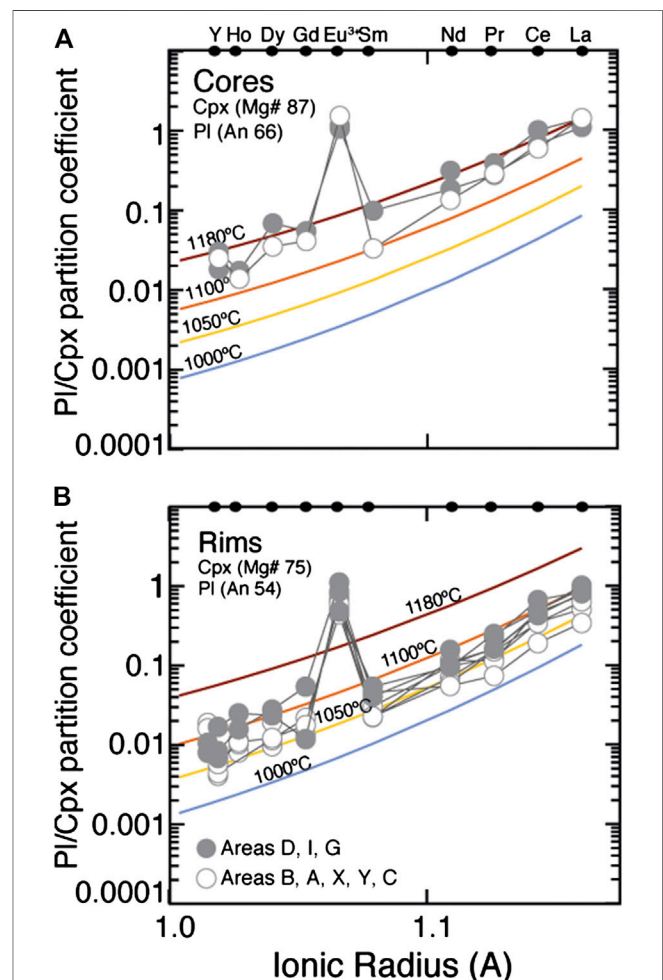 A
Y Ho Dy Gd Eu³⁺ Sm Nd Pr Ce La
Cores
Cpx (Mg# 87)
Pl (An 66)
Pl/Cpx partition coefficient
1
0.1
0.01
0.001
0.0001
1180ºC
1100º
1050ºC
1000ºC
B
Rims
Cpx (Mg# 75)
Pl (An 54)
Pl/Cpx partition coefficient
1
0.1
0.01
0.001
0.0001
1180ºC
1100ºC
1050ºC
1000ºC
Areas D, I, G
Areas B, A, X, Y, C
1.0 1.1
Ionic Radius (A)